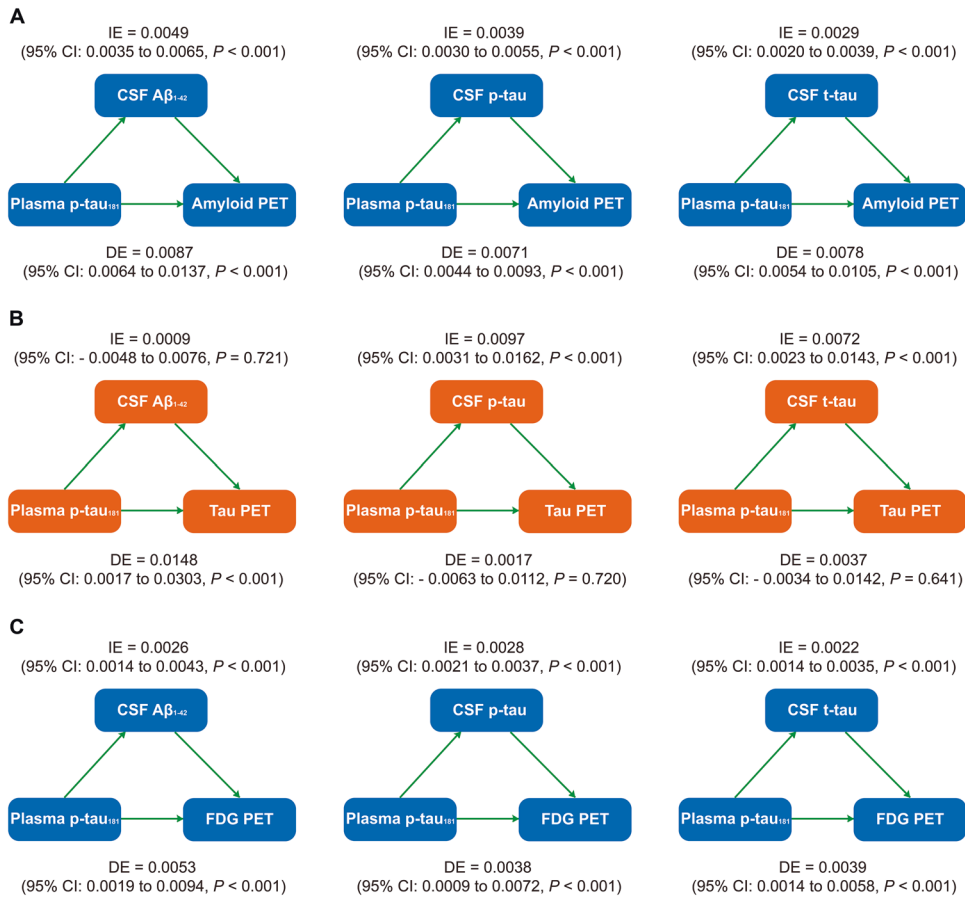 A
IE = 0.0049
(95% CI: 0.0035 to 0.0065, P < 0.001)
CSF Aβ₁₋₄₂
Plasma p-tau₁₈₁
Amyloid PET
DE = 0.0087
(95% CI: 0.0064 to 0.0137, P < 0.001)
IE = 0.0039
(95% CI: 0.0030 to 0.0055, P < 0.001)
CSF p-tau
Plasma p-tau₁₈₁
Amyloid PET
DE = 0.0071
(95% CI: 0.0044 to 0.0093, P < 0.001)
IE = 0.0029
(95% CI: 0.0020 to 0.0039, P < 0.001)
CSF t-tau
Plasma p-tau₁₈₁
Amyloid PET
DE = 0.0078
(95% CI: 0.0054 to 0.0105, P < 0.001)
B
IE = 0.0009
(95% CI: - 0.0048 to 0.0076, P = 0.721)
CSF Aβ₁₋₄₂
Plasma p-tau₁₈₁
Tau PET
DE = 0.0148
(95% CI: 0.0017 to 0.0303, P < 0.001)
IE = 0.0097
(95% CI: 0.0031 to 0.0162, P < 0.001)
CSF p-tau
Plasma p-tau₁₈₁
Tau PET
DE = 0.0017
(95% CI: - 0.0063 to 0.0112, P = 0.720)
IE = 0.0072
(95% CI: 0.0023 to 0.0143, P < 0.001)
CSF t-tau
Plasma p-tau₁₈₁
Tau PET
DE = 0.0037
(95% CI: - 0.0034 to 0.0142, P = 0.641)
C
IE = 0.0026
(95% CI: 0.0014 to 0.0043, P < 0.001)
CSF Aβ₁₋₄₂
Plasma p-tau₁₈₁
FDG PET
DE = 0.0053
(95% CI: 0.0019 to 0.0094, P < 0.001)
IE = 0.0028
(95% CI: 0.0021 to 0.0037, P < 0.001)
CSF p-tau
Plasma p-tau₁₈₁
FDG PET
DE = 0.0038
(95% CI: 0.0009 to 0.0072, P < 0.001)
IE = 0.0022
(95% CI: 0.0014 to 0.0035, P < 0.001)
CSF t-tau
Plasma p-tau₁₈₁
FDG PET
DE = 0.0039
(95% CI: 0.0014 to 0.0058, P < 0.001)